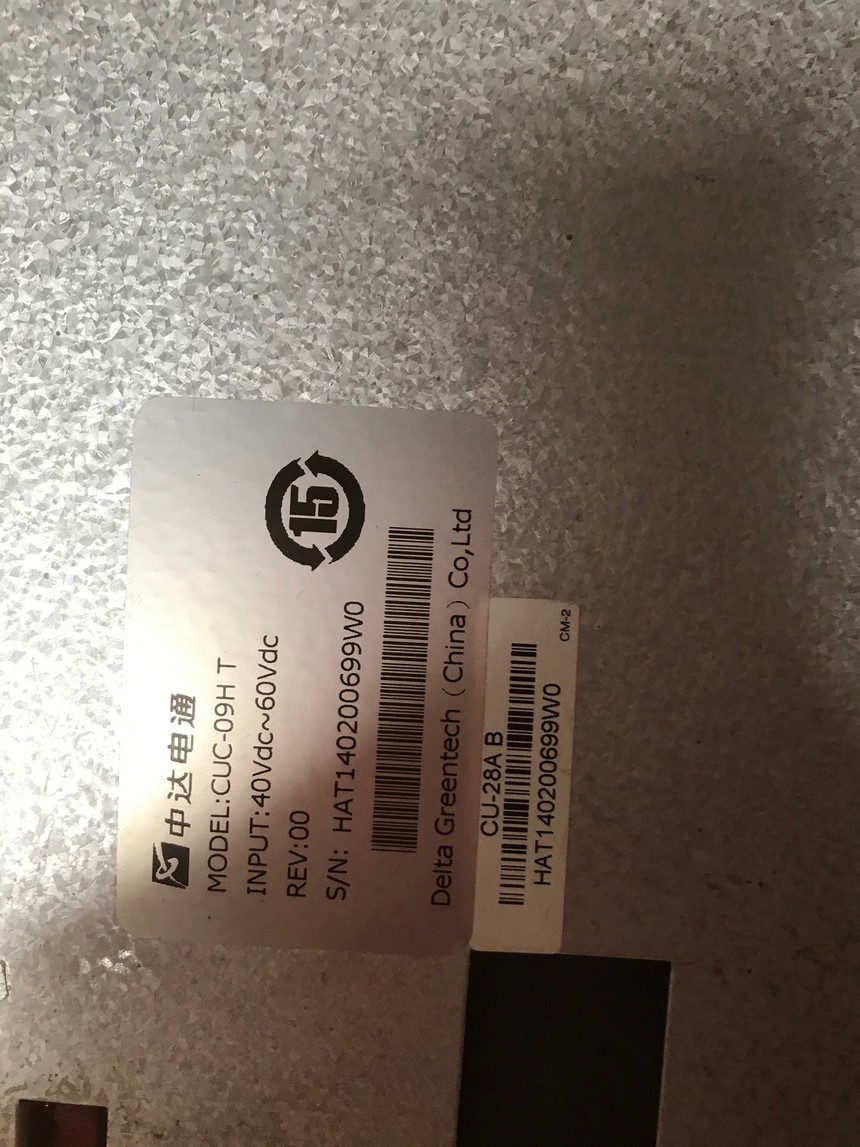 中达电通
MODEL:CUC-09H T
INPUT:40Vdc~60Vdc
REV:00
15
S/N: HAT140200699W0
Delta Greentech（China）Co,Ltd
CU-28A B
HAT140200699W0
CM-2